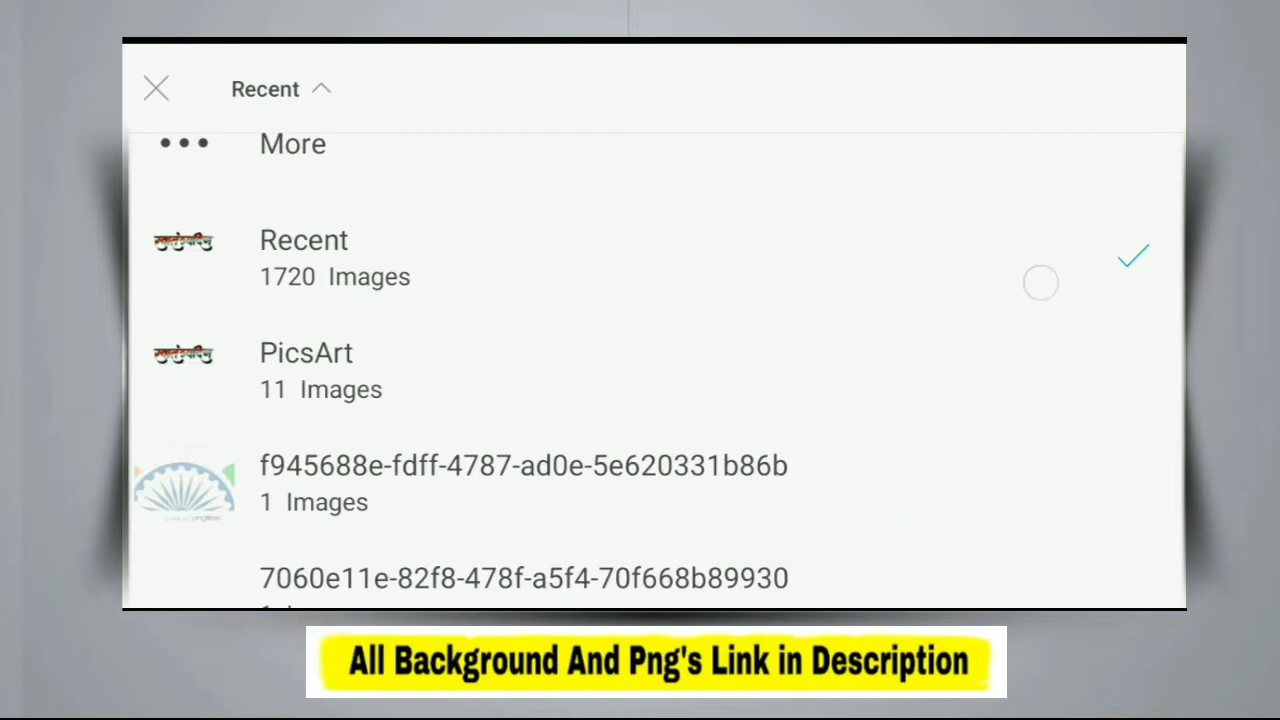 Recent
More
Recent
1720 Images
PicsArt
11 Images
f945688e-fdff-4787-ad0e-5e620331b86b
1 Images
7060e11e-82f8-478f-a5f4-70f668b89930
All Background And Png's Link in Description